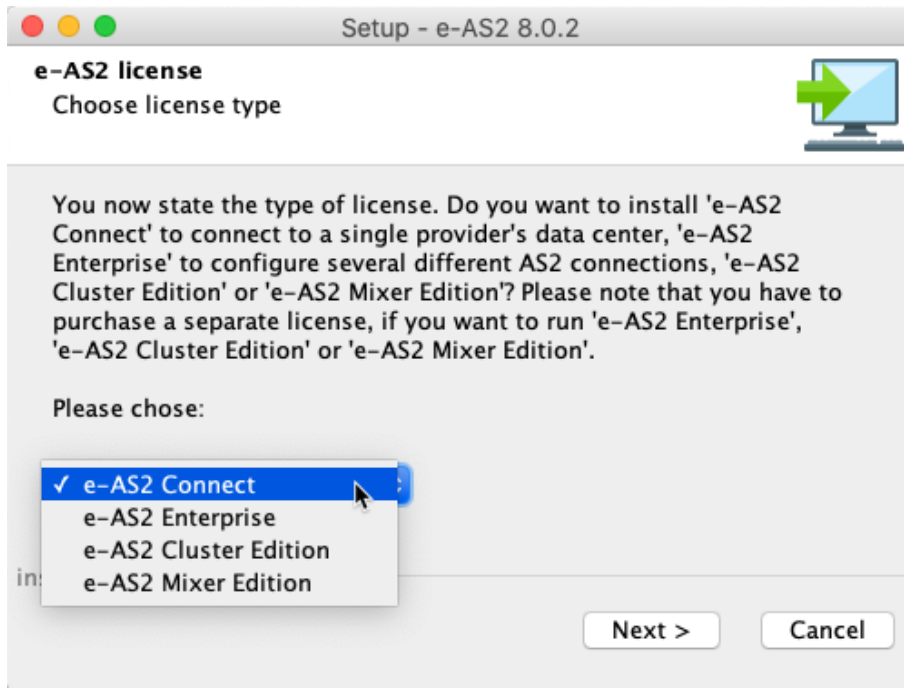 Setup - e-AS2 8.0.2
e-AS2 license
Choose license type
You now state the type of license. Do you want to install 'e-AS2
Connect' to connect to a single provider's data center, 'e-AS2
Enterprise' to configure several different AS2 connections, 'e-AS2
Cluster Edition' or 'e-AS2 Mixer Edition'? Please note that you have to
purchase a separate license, if you want to run 'e-AS2 Enterprise',
'e-AS2 Cluster Edition' or 'e-AS2 Mixer Edition'.
Please chose:
✓ e-AS2 Connect
e-AS2 Enterprise
e-AS2 Cluster Edition
e-AS2 Mixer Edition
Next >
Cancel